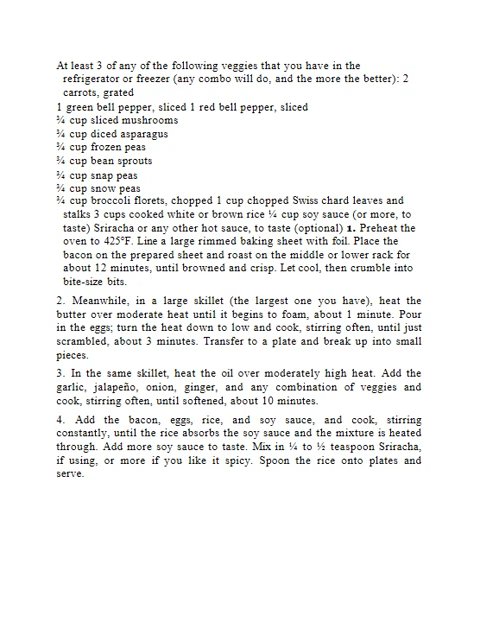 At least 3 of any of the following veggies that you have in the
refrigerator or freezer (any combo will do, and the more the better): 2
carrots, grated
1 green bell pepper, sliced 1 red bell pepper, sliced
¾ cup sliced mushrooms
¾ cup diced asparagus
¾ cup frozen peas
¾ cup bean sprouts
¾ cup snap peas
¾ cup snow peas
¾ cup broccoli florets, chopped 1 cup chopped Swiss chard leaves and
stalks 3 cups cooked white or brown rice ¼ cup soy sauce (or more, to
taste) Sriracha or any other hot sauce, to taste (optional) 1. Preheat the
oven to 425°F. Line a large rimmed baking sheet with foil. Place the
bacon on the prepared sheet and roast on the middle or lower rack for
about 12 minutes, until browned and crisp. Let cool, then crumble into
bite-size bits.
2. Meanwhile, in a large skillet (the largest one you have), heat the
butter over moderate heat until it begins to foam, about 1 minute. Pour
in the eggs; turn the heat down to low and cook, stirring often, until just
scrambled, about 3 minutes. Transfer to a plate and break up into small
pieces.
3. In the same skillet, heat the oil over moderately high heat. Add the
garlic, jalapeño, onion, ginger, and any combination of veggies and
cook, stirring often, until softened, about 10 minutes.
4. Add the bacon, eggs, rice, and soy sauce, and cook, stirring
constantly, until the rice absorbs the soy sauce and the mixture is heated
through. Add more soy sauce to taste. Mix in ¼ to ½ teaspoon Sriracha,
if using, or more if you like it spicy. Spoon the rice onto plates and
serve.